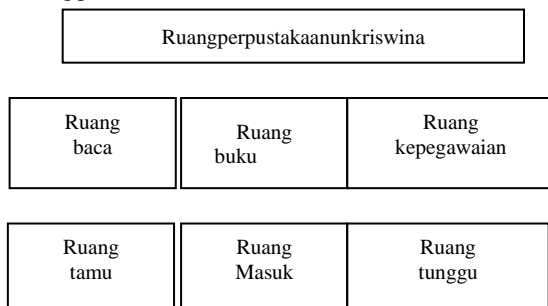 Ruangperpustakaanunkriswina
Ruang
baca
Ruang
buku
Ruang
kepegawaian
Ruang
tamu
Ruang
Masuk
Ruang
tunggu